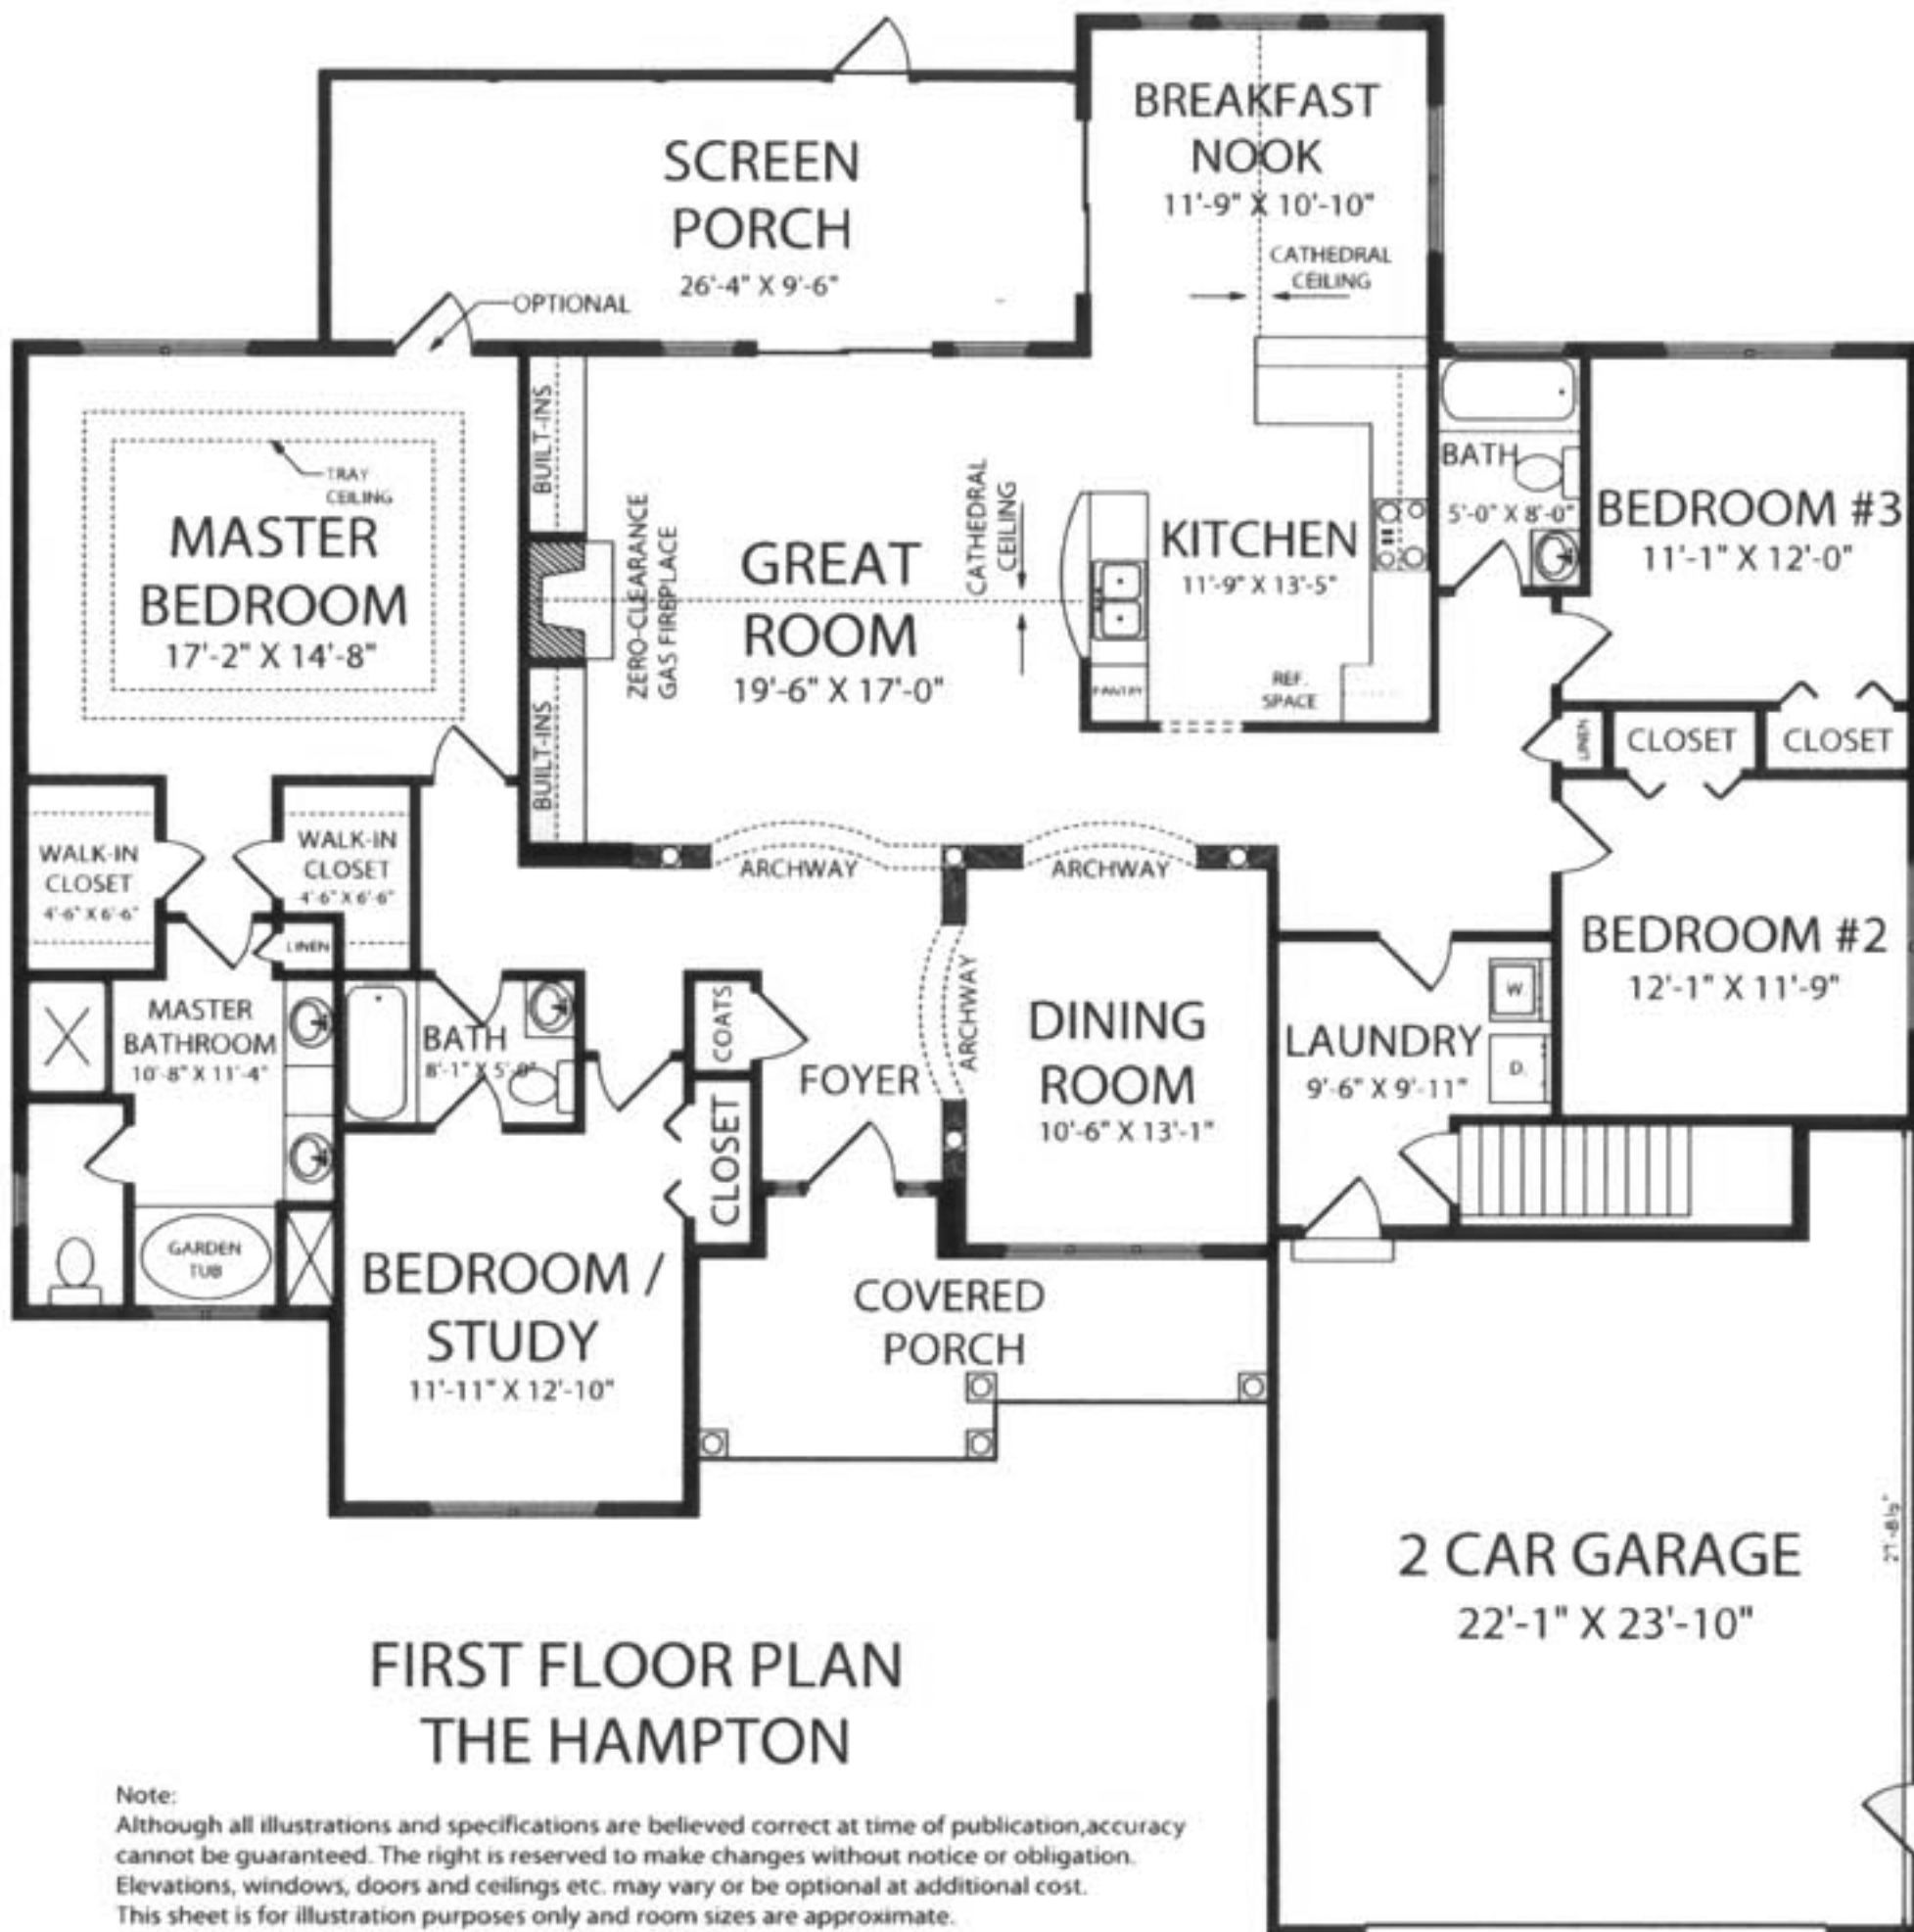 SCREEN
PORCH
26'-4" X 9'-6"
OPTIONAL
BREAKFAST
NOOK
11'-9" X 10'-10"
CATHEDRAL
CEILING
TRAY
CEILING
MASTER
BEDROOM
17'-2" X 14'-8"
BUILT-INS
ZERO-CLEARANCE
GAS FIREPLACE
BUILT-INS
GREAT
ROOM
19'-6" X 17'-0"
CATHEDRAL
CEILING
KITCHEN
11'-9" X 13'-5"
PANTRY
REF.
SPACE
BATH
5'-0" X 8'-0"
BEDROOM #3
11'-1" X 12'-0"
LINEN
CLOSET
CLOSET
WALK-IN
CLOSET
4'-6" X 6'-6"
WALK-IN
CLOSET
4'-6" X 6'-6"
LINEN
ARCHWAY
ARCHWAY
ARCHWAY
BEDROOM #2
12'-1" X 11'-9"
MASTER
BATHROOM
10'-8" X 11'-4"
BATH
8'-1" X 5'-0"
COATS
FOYER
CLOSET
DINING
ROOM
10'-6" X 13'-1"
LAUNDRY
9'-6" X 9'-11"
W
D.
GARDEN
TUB
BEDROOM /
STUDY
11'-11" X 12'-10"
COVERED
PORCH
2 CAR GARAGE
22'-1" X 23'-10"
27'-8½"
FIRST FLOOR PLAN
THE HAMPTON
Note:
Although all illustrations and specifications are believed correct at time of publication,accuracy
cannot be guaranteed. The right is reserved to make changes without notice or obligation.
Elevations, windows, doors and ceilings etc. may vary or be optional at additional cost.
This sheet is for illustration purposes only and room sizes are approximate.